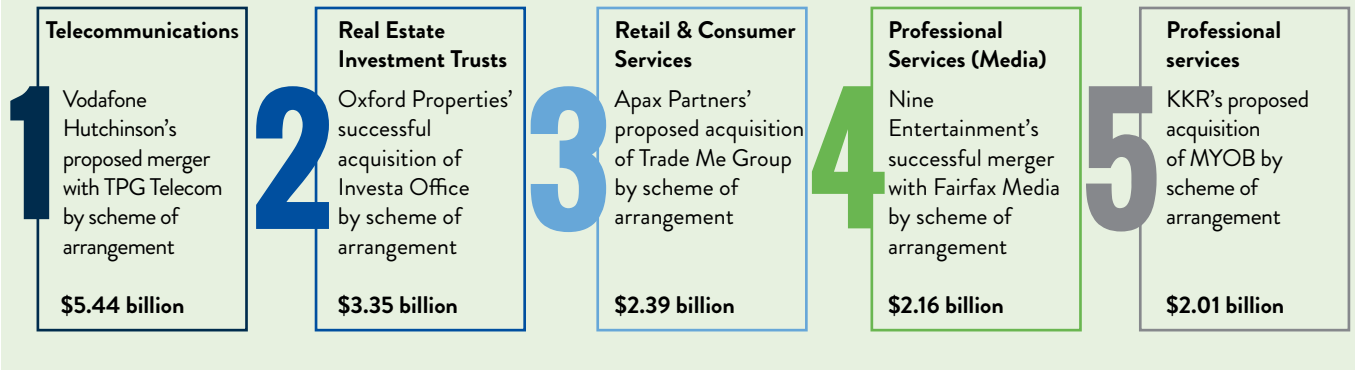 1
Telecommunications
Vodafone
Hutchinson's
proposed merger
with TPG Telecom
by scheme of
arrangement
$5.44 billion
2
Real Estate
Investment Trusts
Oxford Properties'
successful
acquisition of
Investa Office
by scheme of
arrangement
$3.35 billion
3
Retail & Consumer
Services
Apax Partners'
proposed acquisition
of Trade Me Group
by scheme of
arrangement
$2.39 billion
4
Professional
Services (Media)
Nine
Entertainment's
successful merger
with Fairfax Media
by scheme of
arrangement
$2.16 billion
5
Professional
services
KKR's proposed
acquisition
of MYOB by
scheme of
arrangement
$2.01 billion